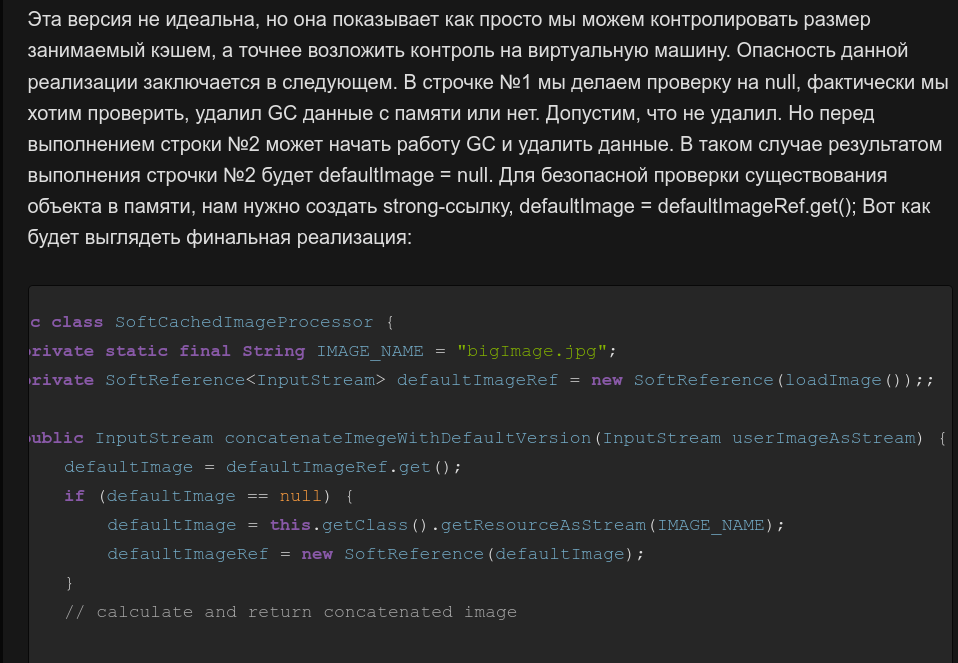 Эта версия не идеальна, но она показывает как просто мы можем контролировать размер
занимаемый кэшем, а точнее возложить контроль на виртуальную машину. Опасность данной
реализации заключается в следующем. В строчке №1 мы делаем проверку на null, фактически мы
хотим проверить, удалил GC данные с памяти или нет. Допустим, что не удалил. Но перед
выполнением строки №2 может начать работу GC и удалить данные. В таком случае результатом
выполнения строчки №2 будет defaultImage = null. Для безопасной проверки существования
объекта в памяти, нам нужно создать strong-ссылку, defaultImage = defaultImageRef.get(); Вот как
будет выглядеть финальная реализация:
c class SoftCachedImageProcessor {
rivate static final String IMAGE_NAME = "bigImage.jpg";
rivate SoftReference<InputStream> defaultImageRef = new SoftReference(loadImage());;
ublic InputStream concatenateImegeWithDefaultVersion(InputStream userImageAsStream) {
defaultImage = defaultImageRef.get();
if (defaultImage == null) {
defaultImage = this.getClass().getResourceAsStream(IMAGE_NAME);
defaultImageRef = new SoftReference(defaultImage);
}
// calculate and return concatenated image